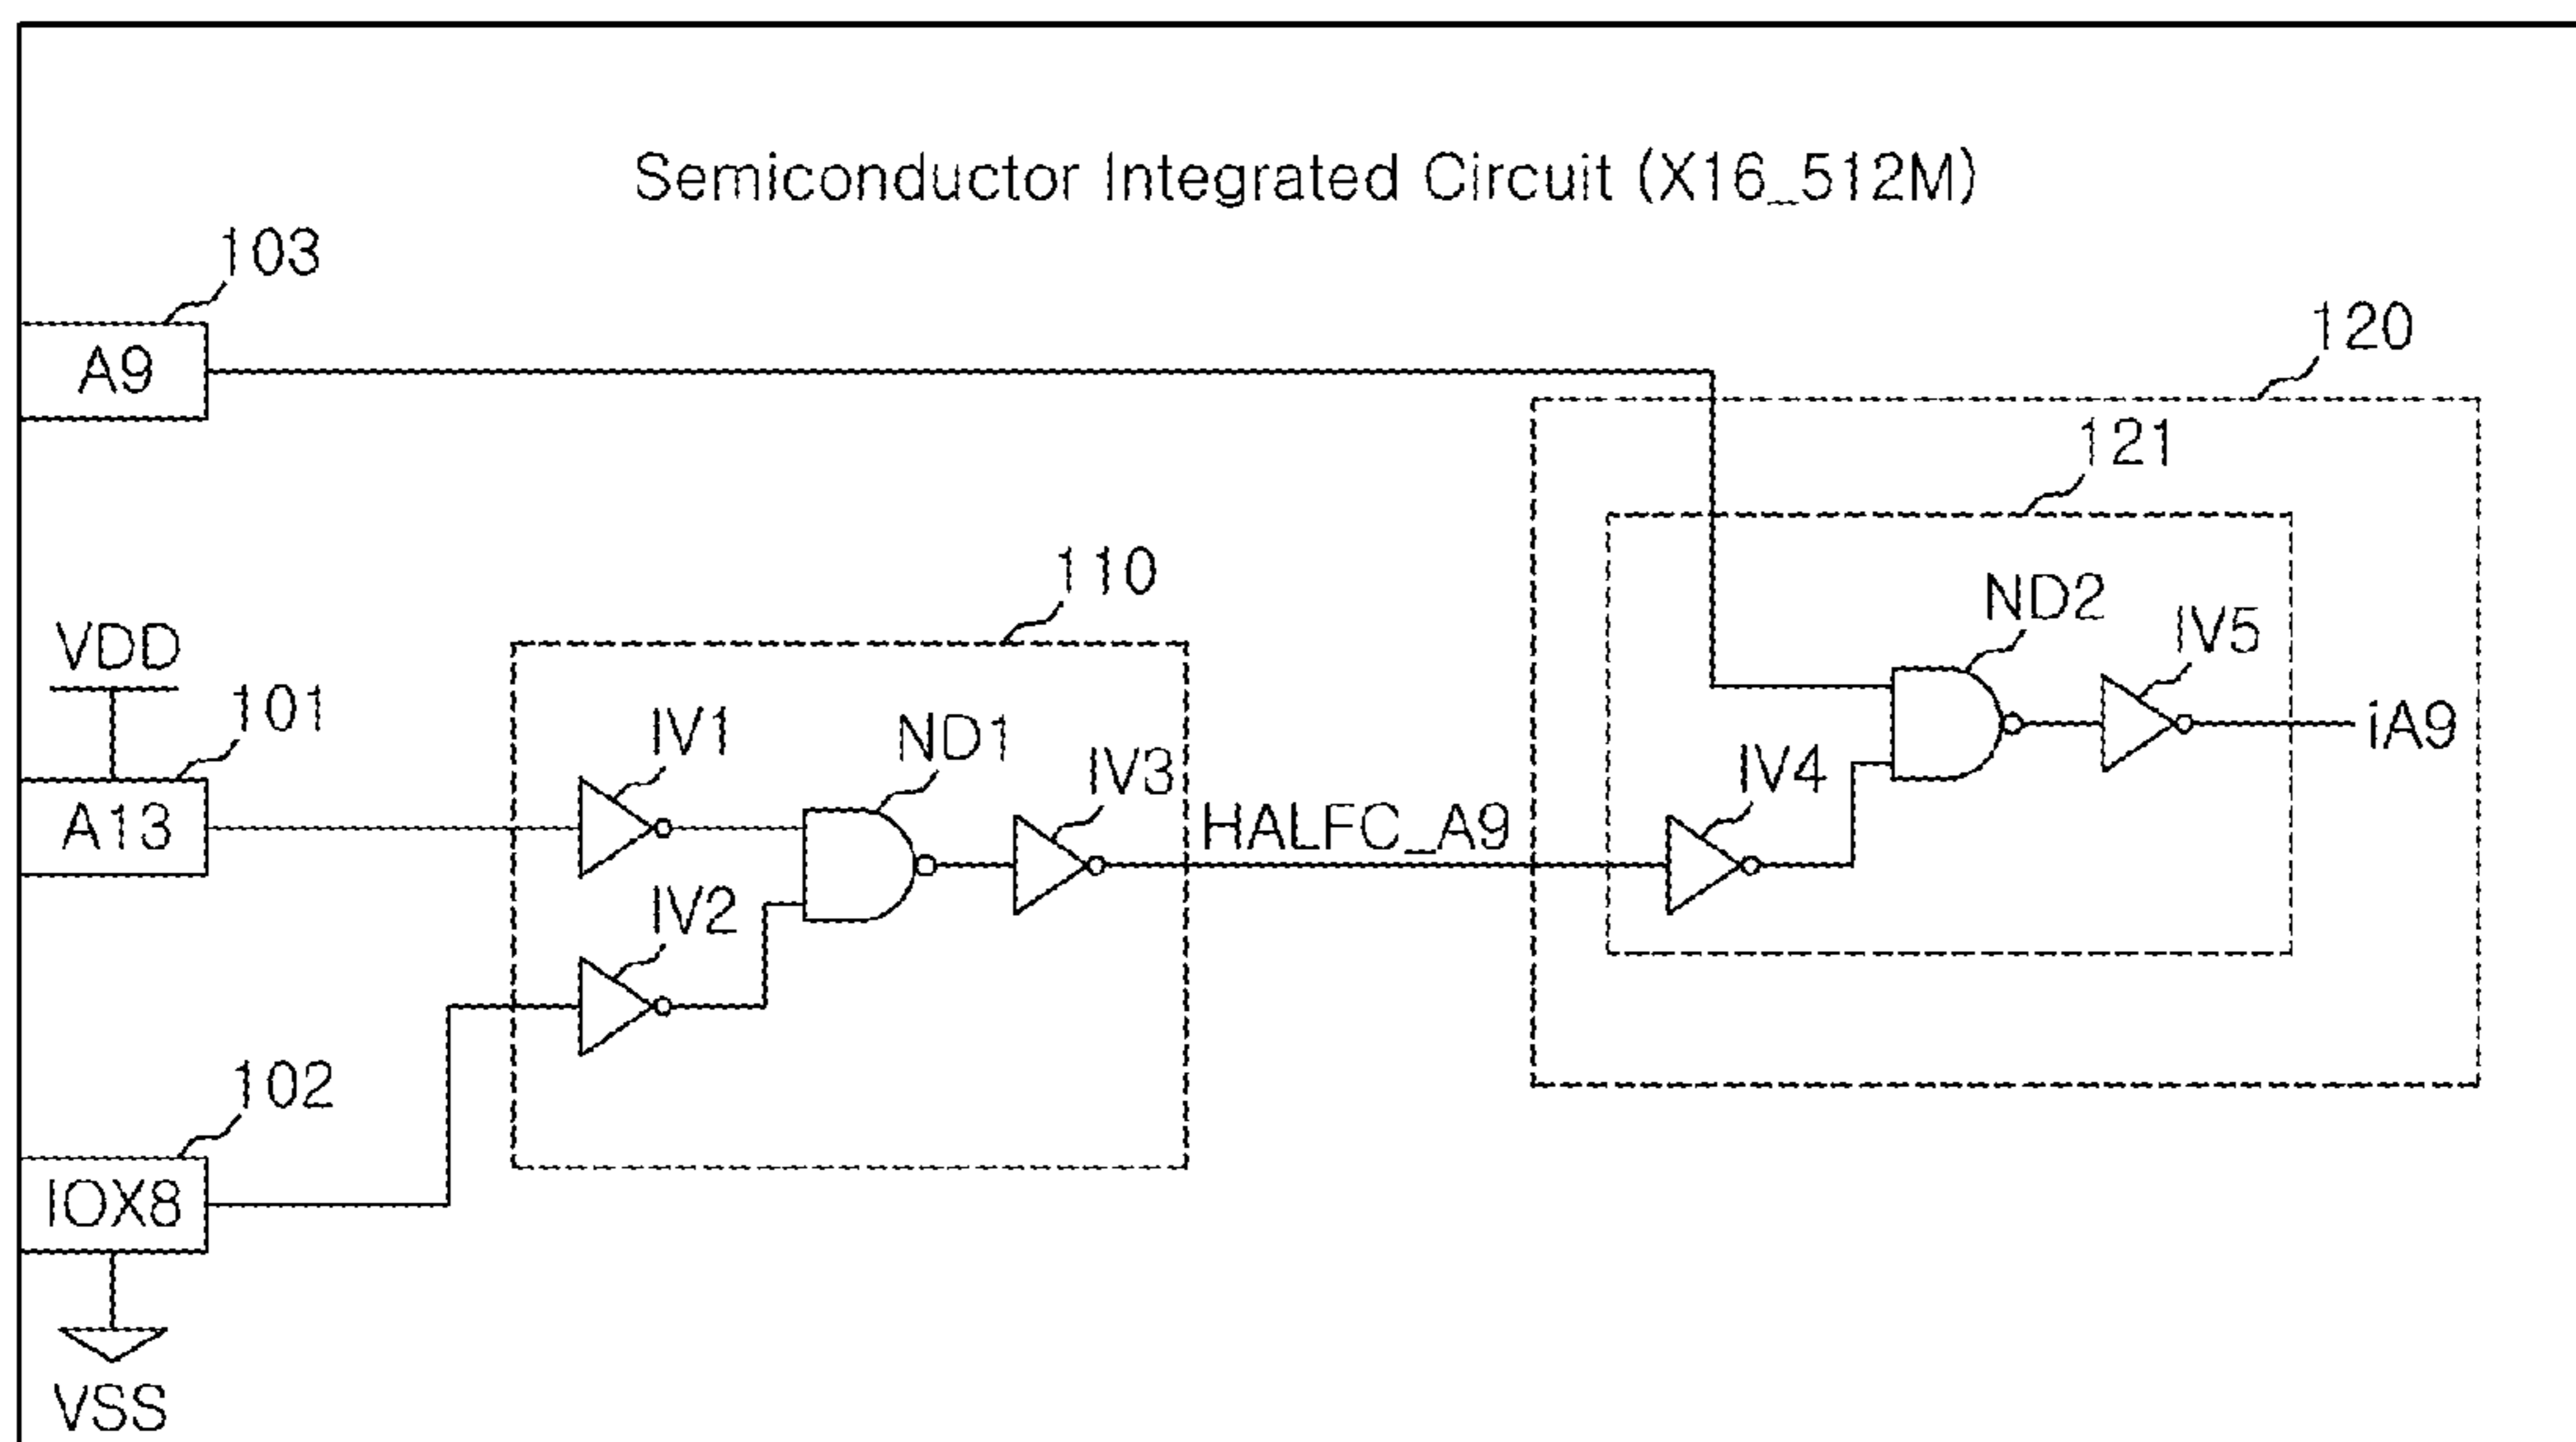 Semiconductor Integrated Circuit (X16_512M)
103
A9
120
121
110
ND2
IV5
VDD
101
IV1
ND1
iA9
IV3
IV4
A13
HALFC_A9
IV2
102
IOX8
VSS